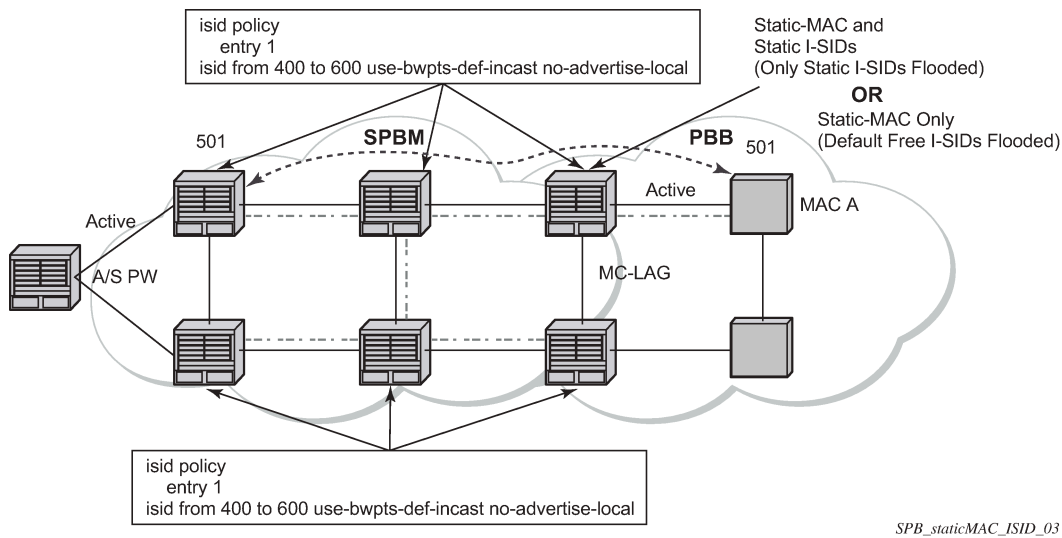 isid policy
entry 1
isid from 400 to 600 use-bwpts-def-incast no-advertise-local
Static-MAC and
Static I-SIDs
(Only Static I-SIDs Flooded)
OR
Static-MAC Only
(Default Free I-SIDs Flooded)
501
SPBM
PBB
501
Active
Active
MAC A
A/S PW
MC-LAG
isid policy
entry 1
isid from 400 to 600 use-bwpts-def-incast no-advertise-local
SPB_staticMAC_ISID_03